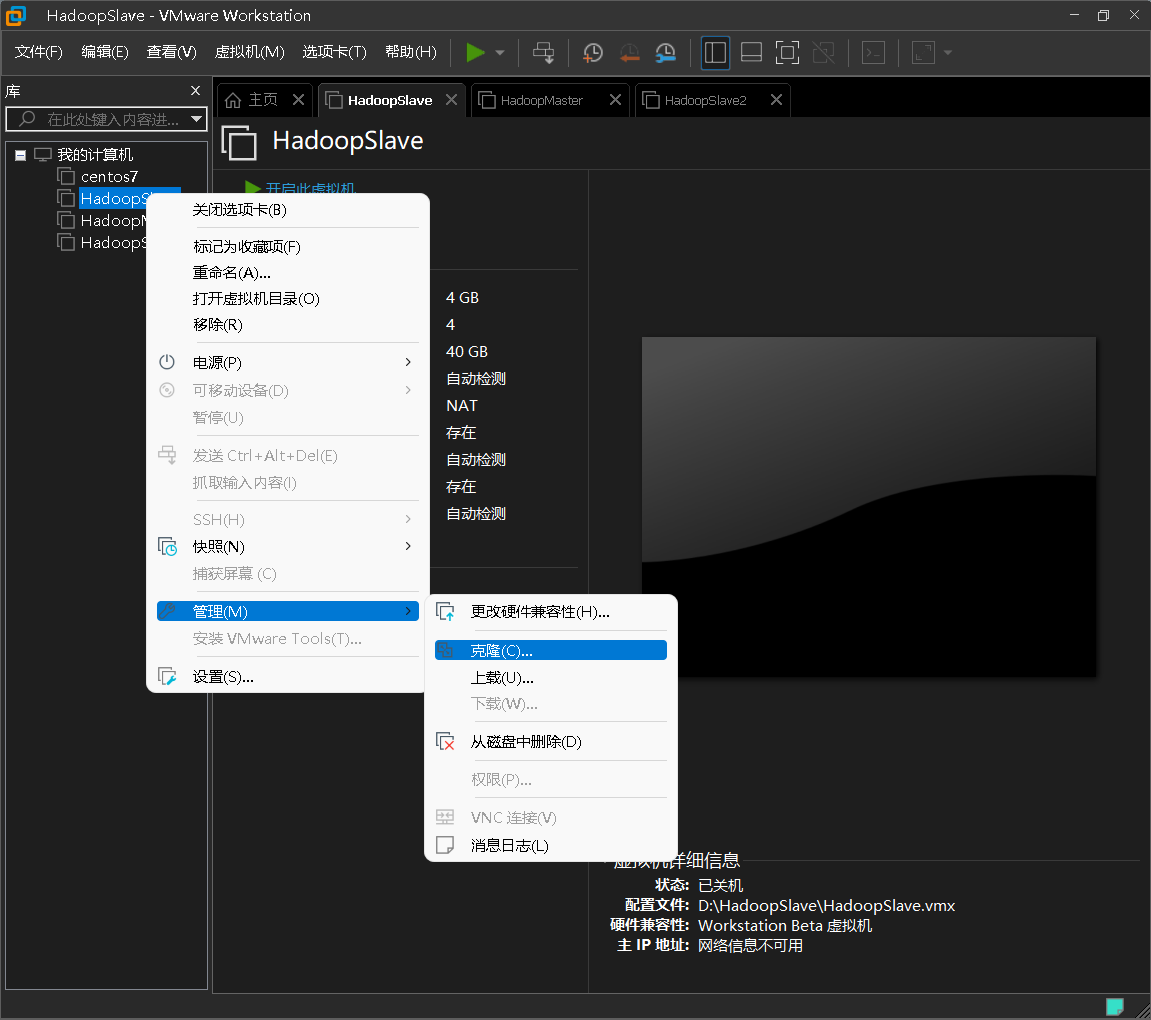 HadoopSlave - VMware Workstation
文件(F) 编辑(E) 查看(V) 虚拟机(M) 选项卡(T) 帮助(H)
库
在此处键入内容进...
我的计算机
centos7
HadoopS
HadoopM
HadoopS
主页 HadoopSlave HadoopMaster HadoopSlave2
HadoopSlave
开启此虚拟机
关闭选项卡(B)
标记为收藏项(F)
重命名(A)...
打开虚拟机目录(O)
移除(R)
电源(P)
可移动设备(D)
暂停(U)
发送 Ctrl+Alt+Del(E)
抓取输入内容(I)
SSH(H)
快照(N)
捕获屏幕 (C)
管理(M)
安装 VMware Tools(T)...
设置(S)...
4 GB
4
40 GB
自动检测
NAT
存在
自动检测
存在
自动检测
更改硬件兼容性(H)...
克隆(C)...
上载(U)...
下载(W)...
从磁盘中删除(D)
权限(P)...
VNC 连接(V)
消息日志(L)
虚拟机详细信息
状态: 已关机
配置文件: D:\HadoopSlave\HadoopSlave.vmx
硬件兼容性: Workstation Beta 虚拟机
主 IP 地址: 网络信息不可用